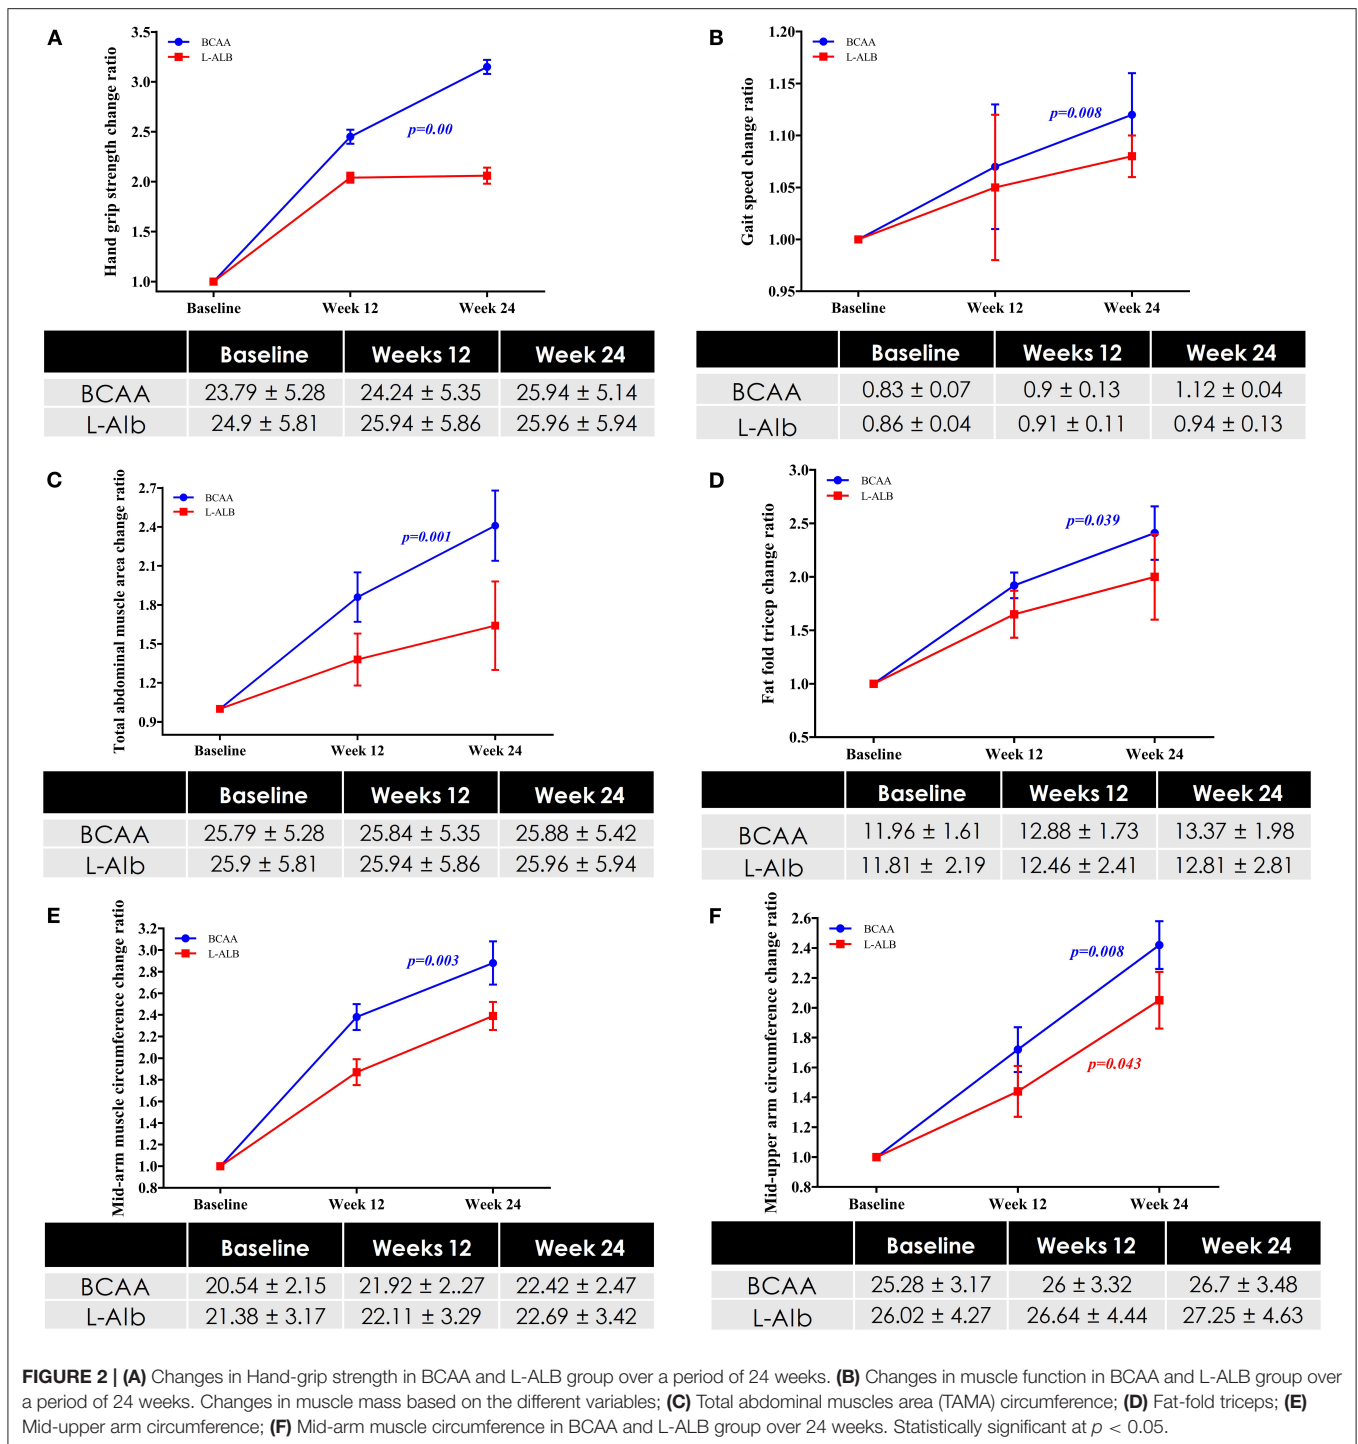 A
Hand grip strength change ratio
3.5
3.0
2.5
2.0
1.5
1.0
BCAA
L-ALB
p=0.00
Baseline
Week 12
Week 24
Baseline Weeks 12 Week 24
BCAA 23.79 ± 5.28 24.24 ± 5.35 25.94 ± 5.14
L-Alb 24.9 ± 5.81 25.94 ± 5.86 25.96 ± 5.94
B
Gait speed change ratio
1.20
1.15
1.10
1.05
1.00
0.95
BCAA
L-ALB
p=0.008
Baseline
Week 12
Week 24
Baseline Weeks 12 Week 24
BCAA 0.83 ± 0.07 0.9 ± 0.13 1.12 ± 0.04
L-Alb 0.86 ± 0.04 0.91 ± 0.11 0.94 ± 0.13
C
Total abdominal muscle area change ratio
2.7
2.4
2.1
1.8
1.5
1.2
0.9
BCAA
L-ALB
p=0.001
Baseline
Week 12
Week 24
Baseline Weeks 12 Week 24
BCAA 25.79 ± 5.28 25.84 ± 5.35 25.88 ± 5.42
L-Alb 25.9 ± 5.81 25.94 ± 5.86 25.96 ± 5.94
D
Fat fold tricep change ratio
3.0
2.5
2.0
1.5
1.0
0.5
BCAA
L-ALB
p=0.039
Baseline
Week 12
Week 24
Baseline Weeks 12 Week 24
BCAA 11.96 ± 1.61 12.88 ± 1.73 13.37 ± 1.98
L-Alb 11.81 ± 2.19 12.46 ± 2.41 12.81 ± 2.81
E
Mid-arm muscle circumference change ratio
3.2
3.0
2.8
2.6
2.4
2.2
2.0
1.8
1.6
1.4
1.2
1.0
0.8
BCAA
L-ALB
p=0.003
Baseline
Week 12
Week 24
Baseline Weeks 12 Week 24
BCAA 20.54 ± 2.15 21.92 ± 2..27 22.42 ± 2.47
L-Alb 21.38 ± 3.17 22.11 ± 3.29 22.69 ± 3.42
F
Mid-upper arm circumference change ratio
2.6
2.4
2.2
2.0
1.8
1.6
1.4
1.2
1.0
0.8
BCAA
L-ALB
p=0.008
p=0.043
Baseline
Week 12
Week 24
Baseline Weeks 12 Week 24
BCAA 25.28 ± 3.17 26 ± 3.32 26.7 ± 3.48
L-Alb 26.02 ± 4.27 26.64 ± 4.44 27.25 ± 4.63
FIGURE 2 | (A) Changes in Hand-grip strength in BCAA and L-ALB group over a period of 24 weeks. (B) Changes in muscle function in BCAA and L-ALB group over
a period of 24 weeks. Changes in muscle mass based on the different variables; (C) Total abdominal muscles area (TAMA) circumference; (D) Fat-fold triceps; (E)
Mid-upper arm circumference; (F) Mid-arm muscle circumference in BCAA and L-ALB group over 24 weeks. Statistically significant at p < 0.05.